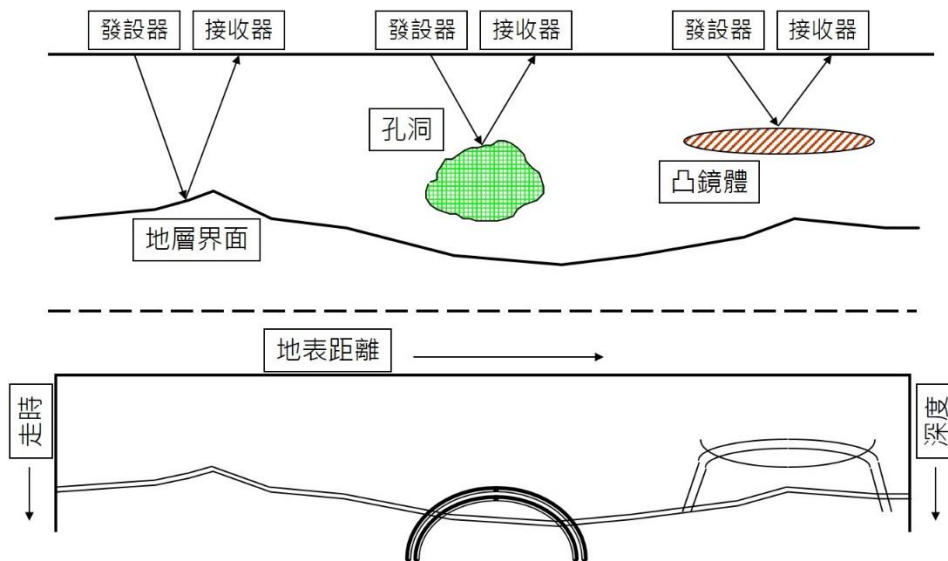 發設器 接收器 發設器 接收器 發設器 接收器
孔洞
凸鏡體
地層界面
地表距離
走時
深度